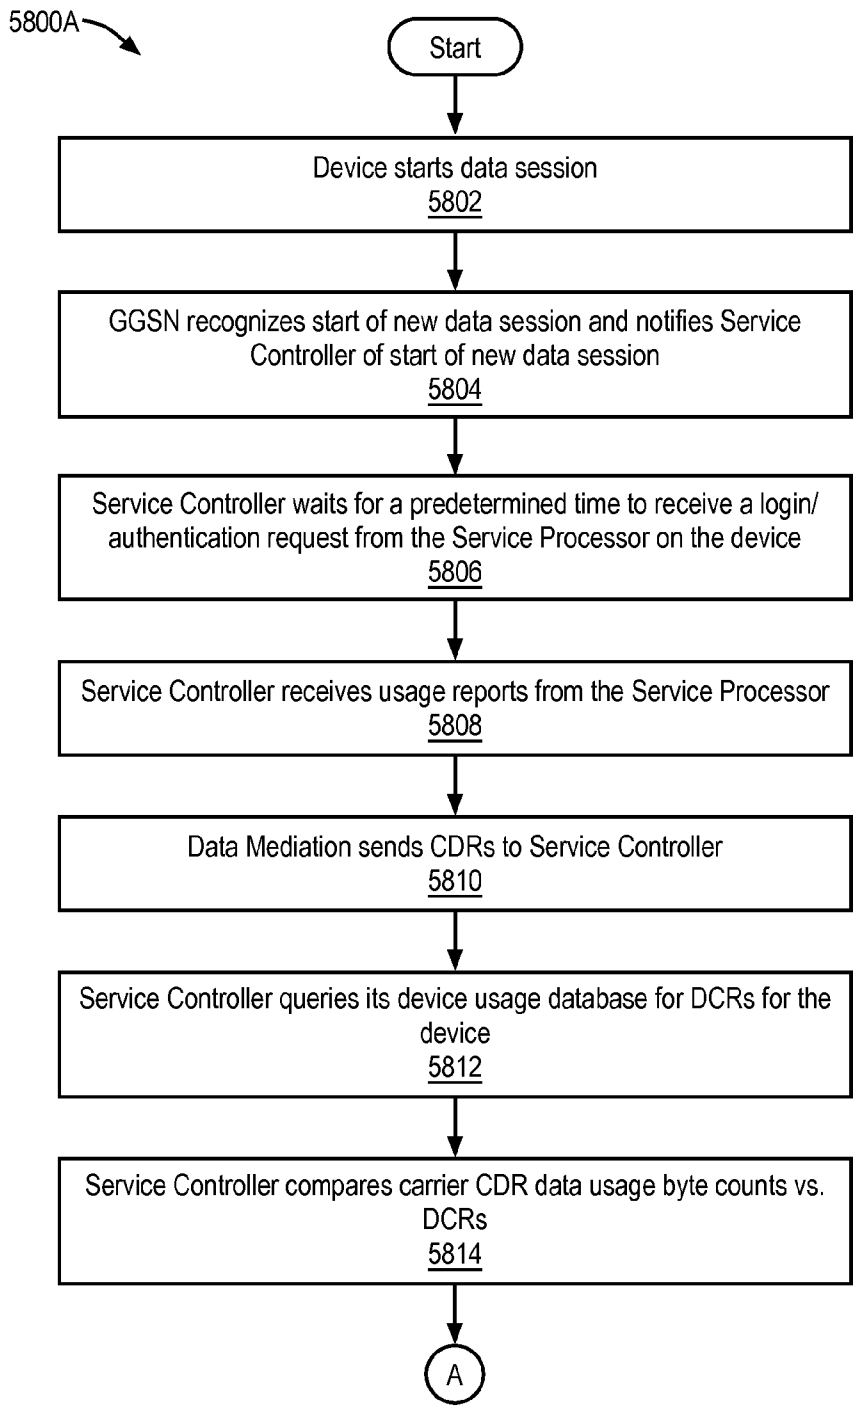 5800A
Start
Device starts data session
5802
GGSN recognizes start of new data session and notifies Service
Controller of start of new data session
5804
Service Controller waits for a predetermined time to receive a login/
authentication request from the Service Processor on the device
5806
Service Controller receives usage reports from the Service Processor
5808
Data Mediation sends CDRs to Service Controller
5810
Service Controller queries its device usage database for DCRs for the
device
5812
Service Controller compares carrier CDR data usage byte counts vs.
DCRs
5814
A